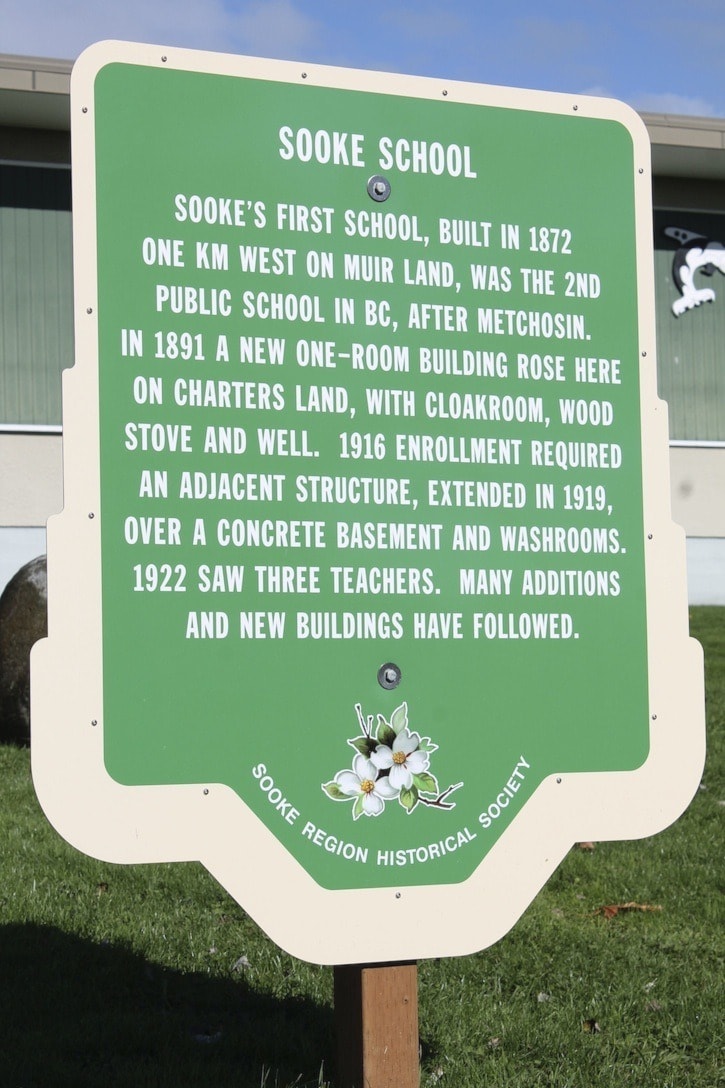 SOOKE SCHOOL
SOOKE'S FIRST SCHOOL, BUILT IN 1872
ONE KM WEST ON MUIR LAND, WAS THE 2ND
PUBLIC SCHOOL IN BC, AFTER METCHOSIN.
IN 1891 A NEW ONE-ROOM BUILDING ROSE HERE
ON CHARTERS LAND, WITH CLOAKROOM, WOOD
STOVE AND WELL. 1916 ENROLLMENT REQUIRED
AN ADJACENT STRUCTURE, EXTENDED IN 1919,
OVER A CONCRETE BASEMENT AND WASHROOMS.
1922 SAW THREE TEACHERS. MANY ADDITIONS
AND NEW BUILDINGS HAVE FOLLOWED.
SOOKE REGION HISTORICAL SOCIETY